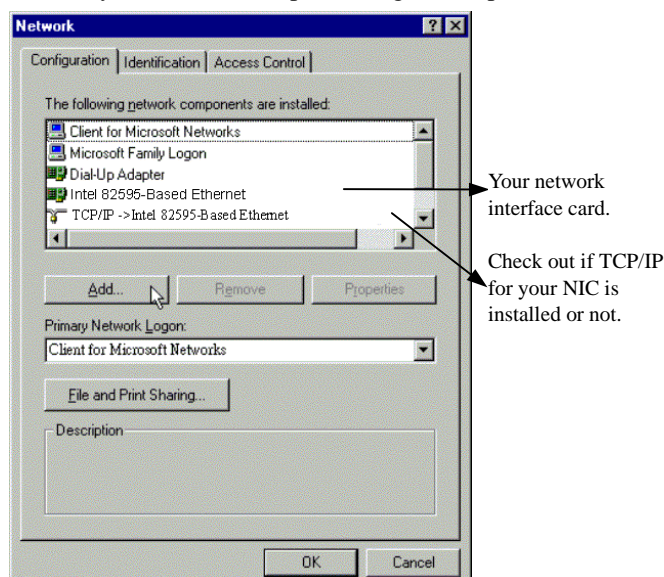 Network
Configuration Identification Access Control
The following network components are installed:
Client for Microsoft Networks
Microsoft Family Logon
Dial-Up Adapter
Intel 82595-Based Ethernet
TCP/IP ->Intel 82595-Based Ethernet
Your network
interface card.
Check out if TCP/IP
for your NIC is
installed or not.
Add... Remove Properties
Primary Network Logon:
Client for Microsoft Networks
File and Print Sharing...
Description
OK Cancel